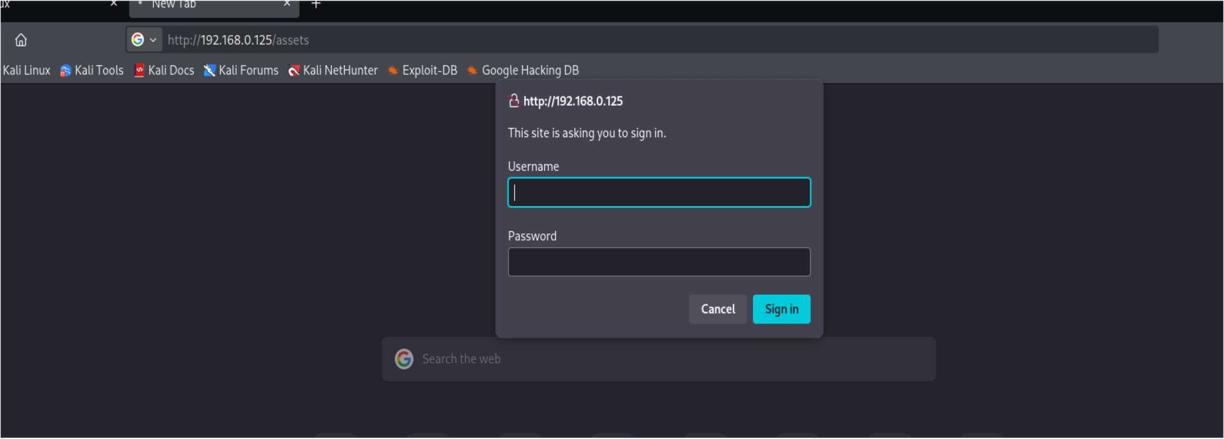 ux × New Tab × +
http://192.168.0.125/assets
Kali Linux Kali Tools Kali Docs Kali Forums Kali NetHunter Exploit-DB Google Hacking DB
http://192.168.0.125
This site is asking you to sign in.
Username
Password
Cancel Sign in
Search the web